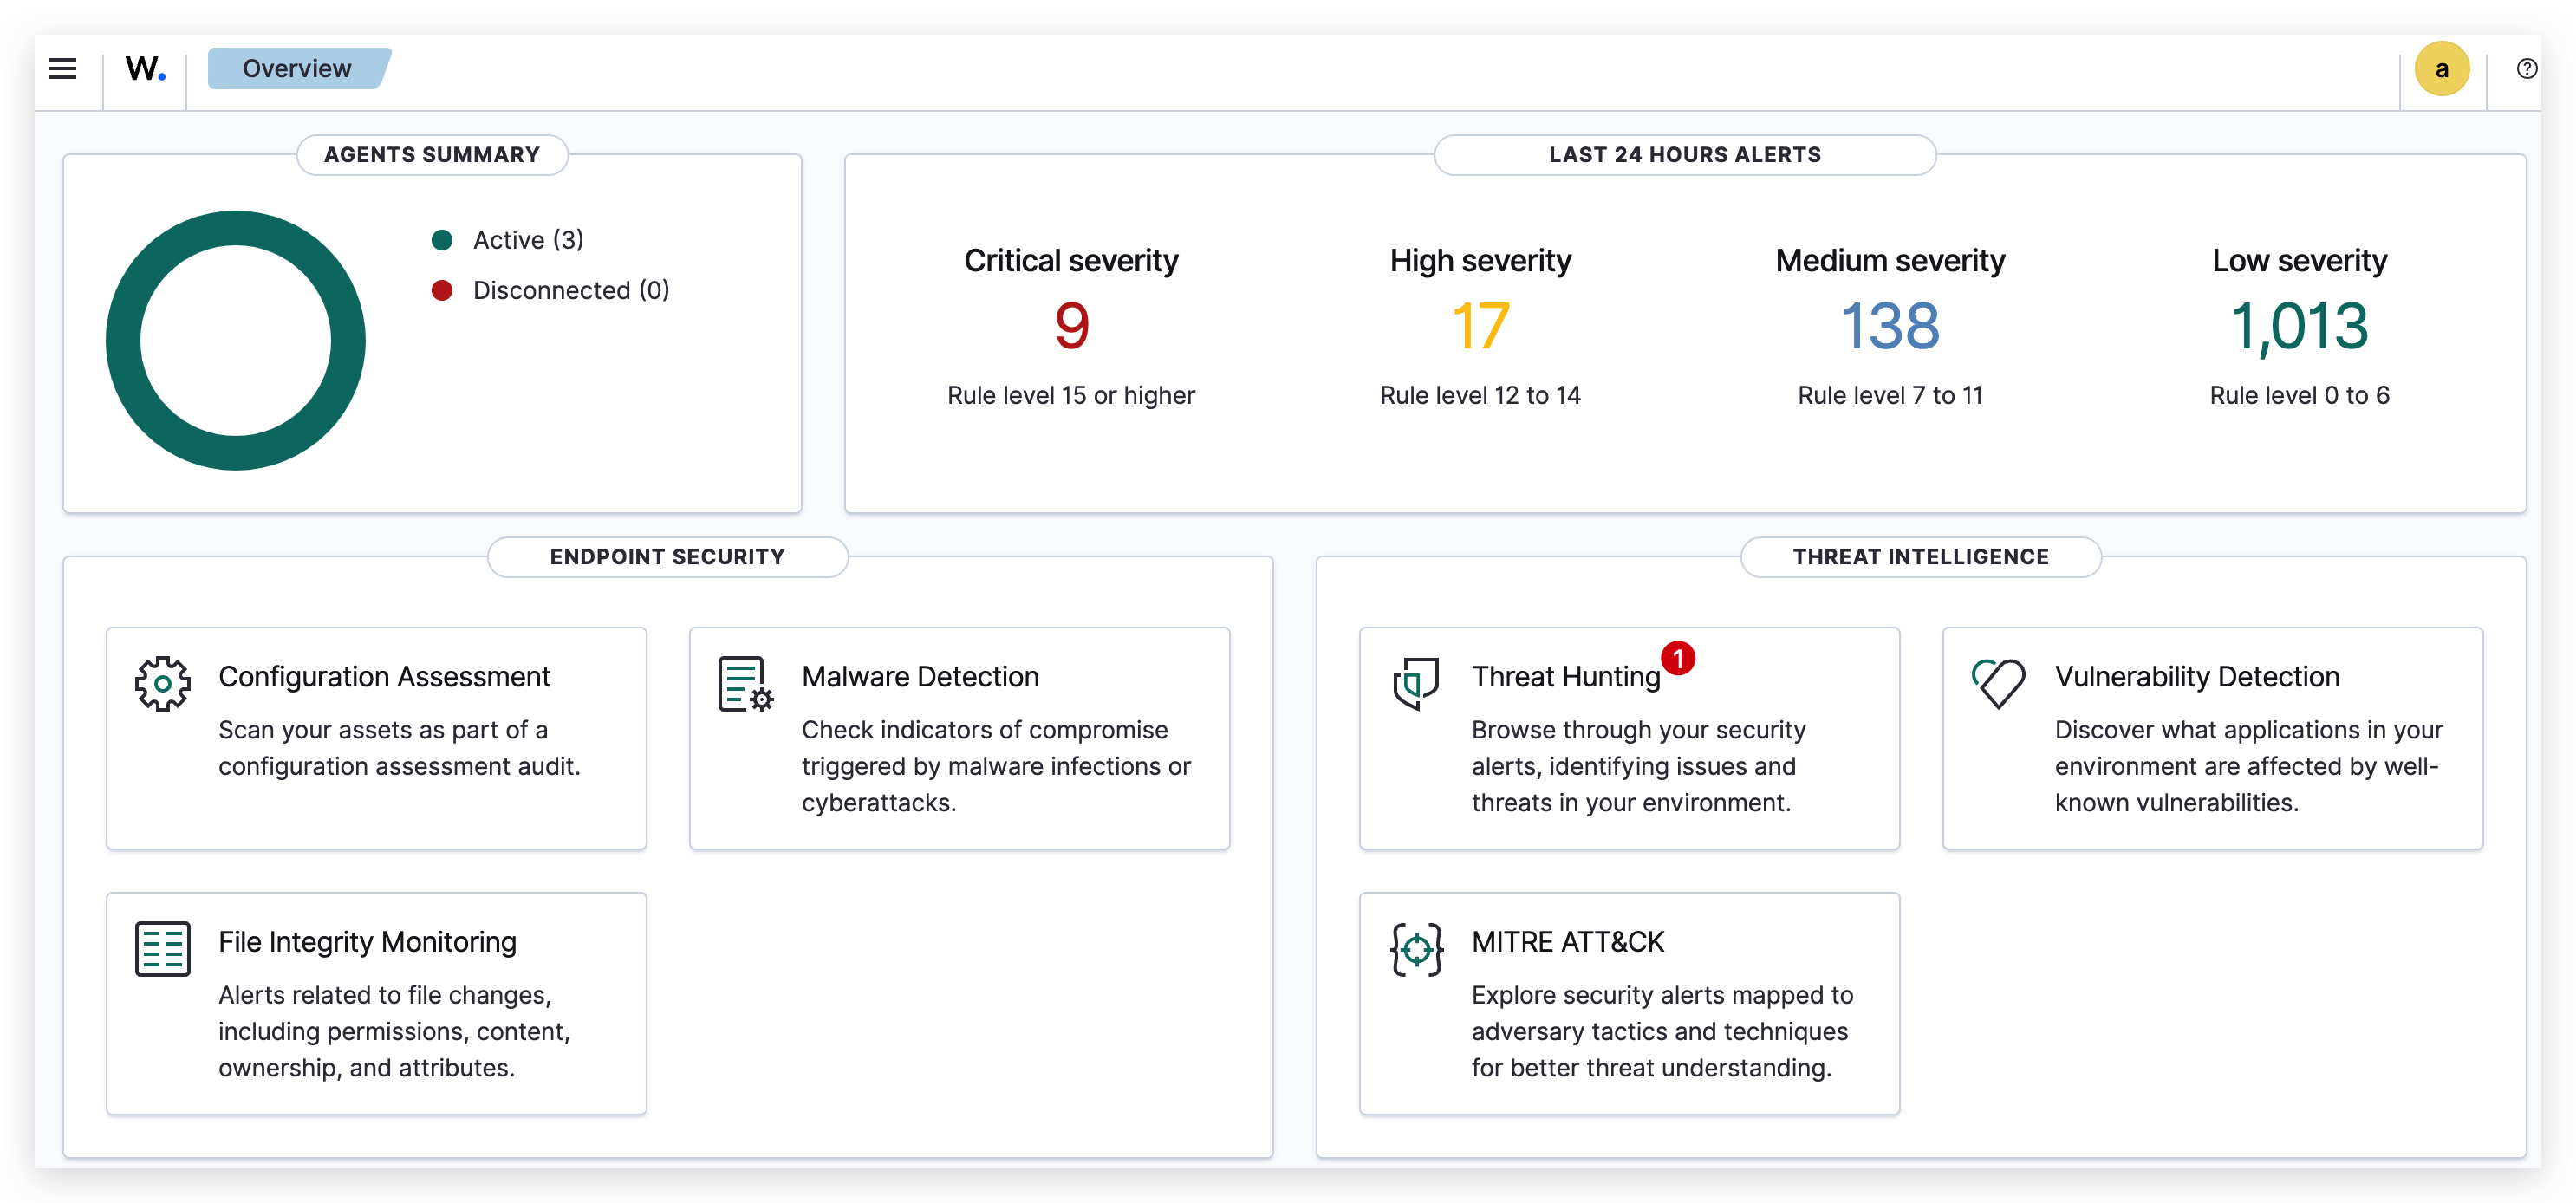 W.
Overview
a
?
AGENTS SUMMARY
Active (3)
Disconnected (0)
LAST 24 HOURS ALERTS
Critical severity
9
Rule level 15 or higher
High severity
17
Rule level 12 to 14
Medium severity
138
Rule level 7 to 11
Low severity
1,013
Rule level 0 to 6
ENDPOINT SECURITY
Configuration Assessment
Scan your assets as part of a
configuration assessment audit.
Malware Detection
Check indicators of compromise
triggered by malware infections or
cyberattacks.
File Integrity Monitoring
Alerts related to file changes,
including permissions, content,
ownership, and attributes.
THREAT INTELLIGENCE
Threat Hunting
1
Browse through your security
alerts, identifying issues and
threats in your environment.
Vulnerability Detection
Discover what applications in your
environment are affected by well-
known vulnerabilities.
MITRE ATT&CK
Explore security alerts mapped to
adversary tactics and techniques
for better threat understanding.